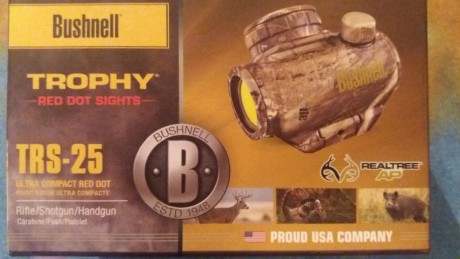 Bushnell
TROPHY®
RED DOT SIGHTS
TRS-25
ULTRA COMPACT RED DOT
Rifle/Shotgun/Handgun
BUSHNELL
B
ESTD 1948
Bushnell
REALTREE
AP
PROUD USA COMPANY